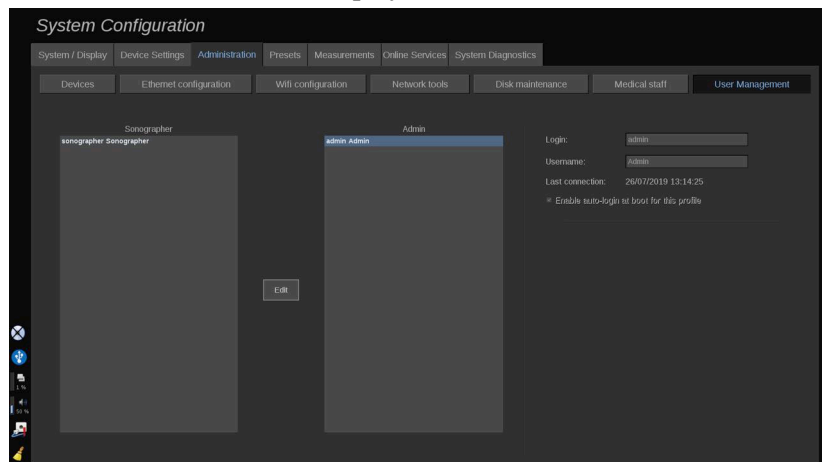 System Configuration
System / Display Device Settings Administration Presets Measurements Online Services System Diagnostics
Devices Ethernet configuration Wifi configuration Network tools Disk maintenance Medical staff User Management
Sonographer Admin
sonographer Sonographer admin Admin
Login: admin
Username: Admin
Last connection: 26/07/2019 13:14:25
Enable auto-login at boot for this profile
Edit
1 %
50 %